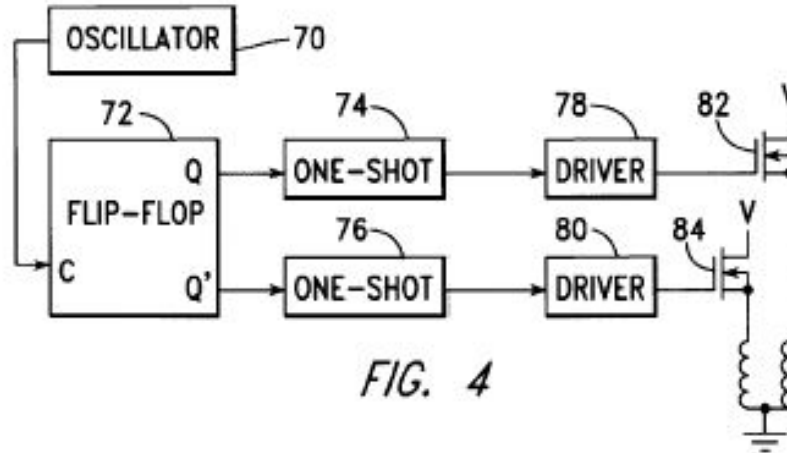 OSCILLATOR 70
72 74 78 82
Q ONE-SHOT DRIVER
FLIP-FLOP
76 80 84 V
C
Q' ONE-SHOT DRIVER
FIG. 4